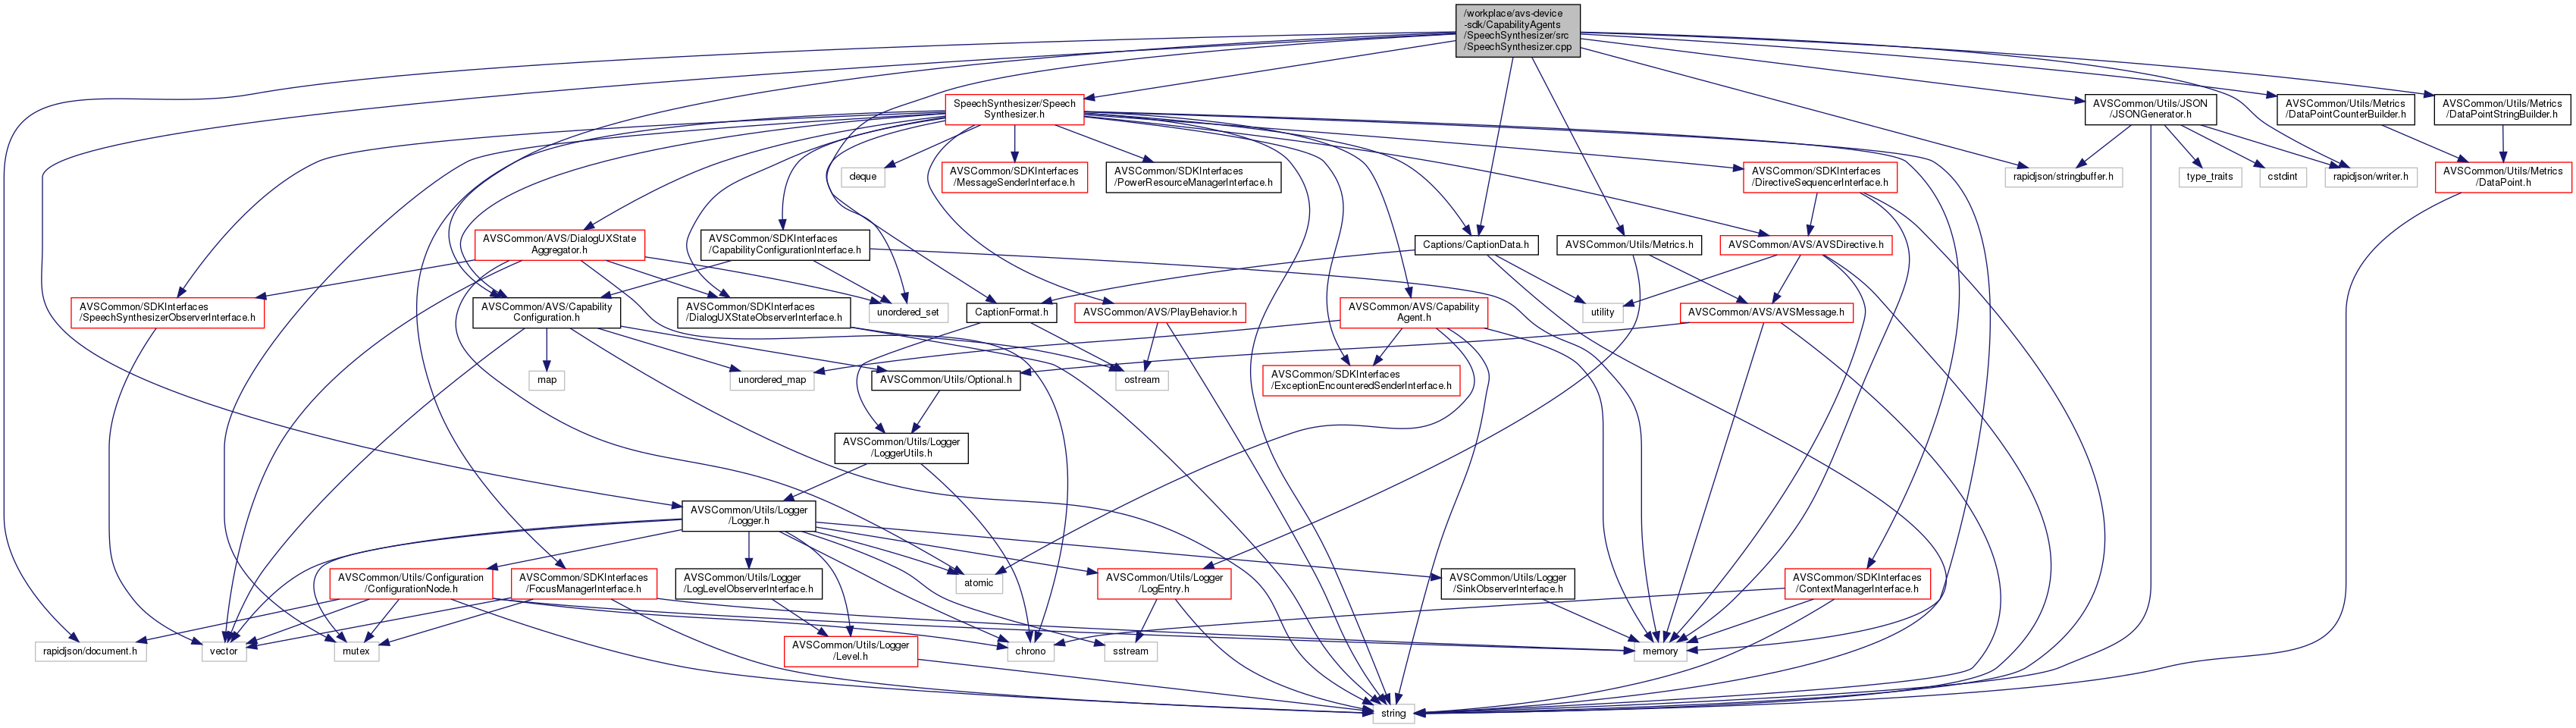 /workplace/avs-device
-sdk/CapabilityAgents
/SpeechSynthesizer/src
/SpeechSynthesizer.cpp
SpeechSynthesizer/Speech
Synthesizer.h
AVSCommon/Utils/JSON
/JSONGenerator.h
AVSCommon/Utils/Metrics
/DataPointCounterBuilder.h
AVSCommon/Utils/Metrics
/DataPointStringBuilder.h
deque
AVSCommon/SDKInterfaces
/MessageSenderInterface.h
AVSCommon/SDKInterfaces
/PowerResourceManagerInterface.h
AVSCommon/SDKInterfaces
/DirectiveSequencerInterface.h
rapidjson/stringbuffer.h
type_traits
cstdint
rapidjson/writer.h
AVSCommon/Utils/Metrics
/DataPoint.h
AVSCommon/AVS/DialogUXState
Aggregator.h
AVSCommon/SDKInterfaces
/CapabilityConfigurationInterface.h
Captions/CaptionData.h
AVSCommon/Utils/Metrics.h
AVSCommon/AVS/AVSDirective.h
AVSCommon/SDKInterfaces
/SpeechSynthesizerObserverInterface.h
AVSCommon/AVS/Capability
Configuration.h
AVSCommon/SDKInterfaces
/DialogUXStateObserverInterface.h
unordered_set
CaptionFormat.h
AVSCommon/AVS/PlayBehavior.h
AVSCommon/AVS/Capability
Agent.h
utility
AVSCommon/AVS/AVSMessage.h
map
unordered_map
AVSCommon/Utils/Optional.h
ostream
AVSCommon/SDKInterfaces
/ExceptionEncounteredSenderInterface.h
AVSCommon/Utils/Logger
/LoggerUtils.h
AVSCommon/Utils/Logger
/Logger.h
AVSCommon/Utils/Configuration
/ConfigurationNode.h
AVSCommon/SDKInterfaces
/FocusManagerInterface.h
AVSCommon/Utils/Logger
/LogLevelObserverInterface.h
atomic
AVSCommon/Utils/Logger
/LogEntry.h
AVSCommon/Utils/Logger
/SinkObserverInterface.h
AVSCommon/SDKInterfaces
/ContextManagerInterface.h
rapidjson/document.h
vector
mutex
AVSCommon/Utils/Logger
/Level.h
chrono
sstream
memory
string